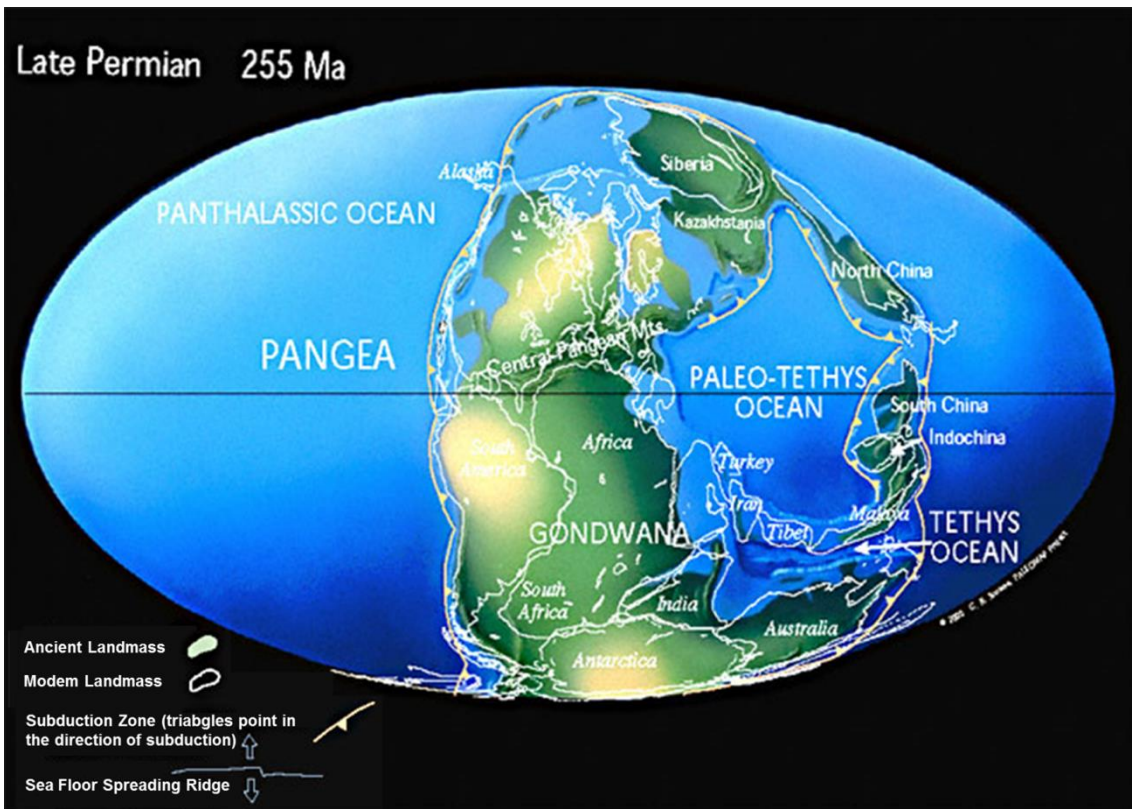 Late Permian 255 Ma
Siberia
Alaska
PANTHALASSIC OCEAN
Kazakhstania
North China
Central Pangean Mts.
PANGEA
PALEO-TETHYS
OCEAN
South China
Indochina
South
America
Africa
Turkey
Iran
Tibet
Malaya
GONDWANA
TETHYS
OCEAN
South
Africa
India
Australia
Antarctica
Ancient Landmass
Modem Landmass
Subduction Zone (triabgles point in
the direction of subduction)
Sea Floor Spreading Ridge